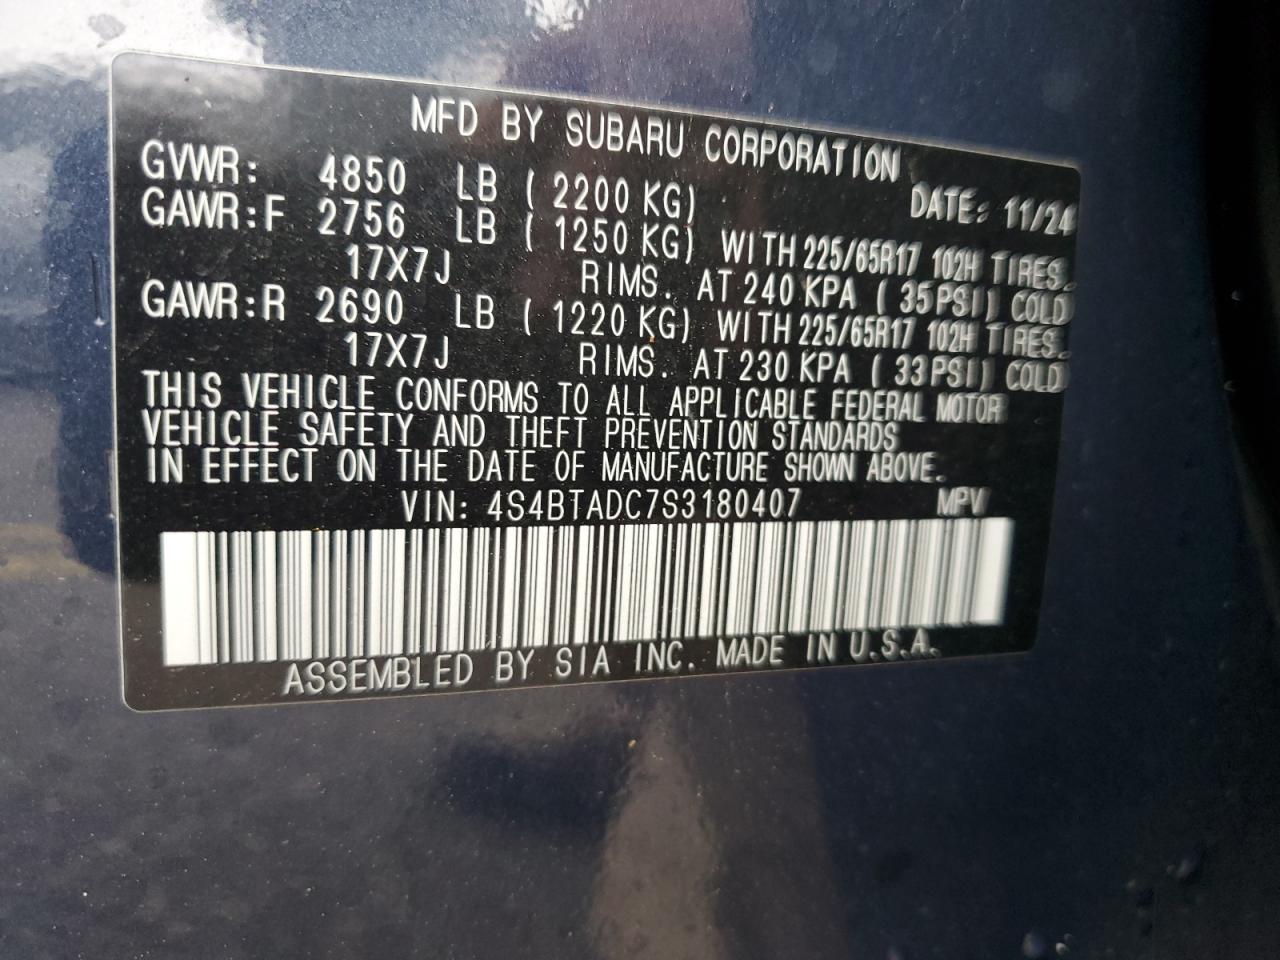 MFD BY SUBARU CORPORATION
DATE: 11/24
GVWR: 4850 LB ( 2200 KG)
GAWR:F 2756 LB ( 1250 KG) WITH 225/65R17 102H TIRES.
17X7J RIMS. AT 240 KPA ( 35PSI) COLD
GAWR:R 2690 LB ( 1220 KG) WITH 225/65R17 102H TIRES.
17X7J RIMS. AT 230 KPA ( 33PSI) COLD
THIS VEHICLE CONFORMS TO ALL APPLICABLE FEDERAL MOTOR
VEHICLE SAFETY AND THEFT PREVENTION STANDARDS
IN EFFECT ON THE DATE OF MANUFACTURE SHOWN ABOVE.
VIN: 4S4BTADC7S3180407 MPV
ASSEMBLED BY SIA INC. MADE IN U.S.A.